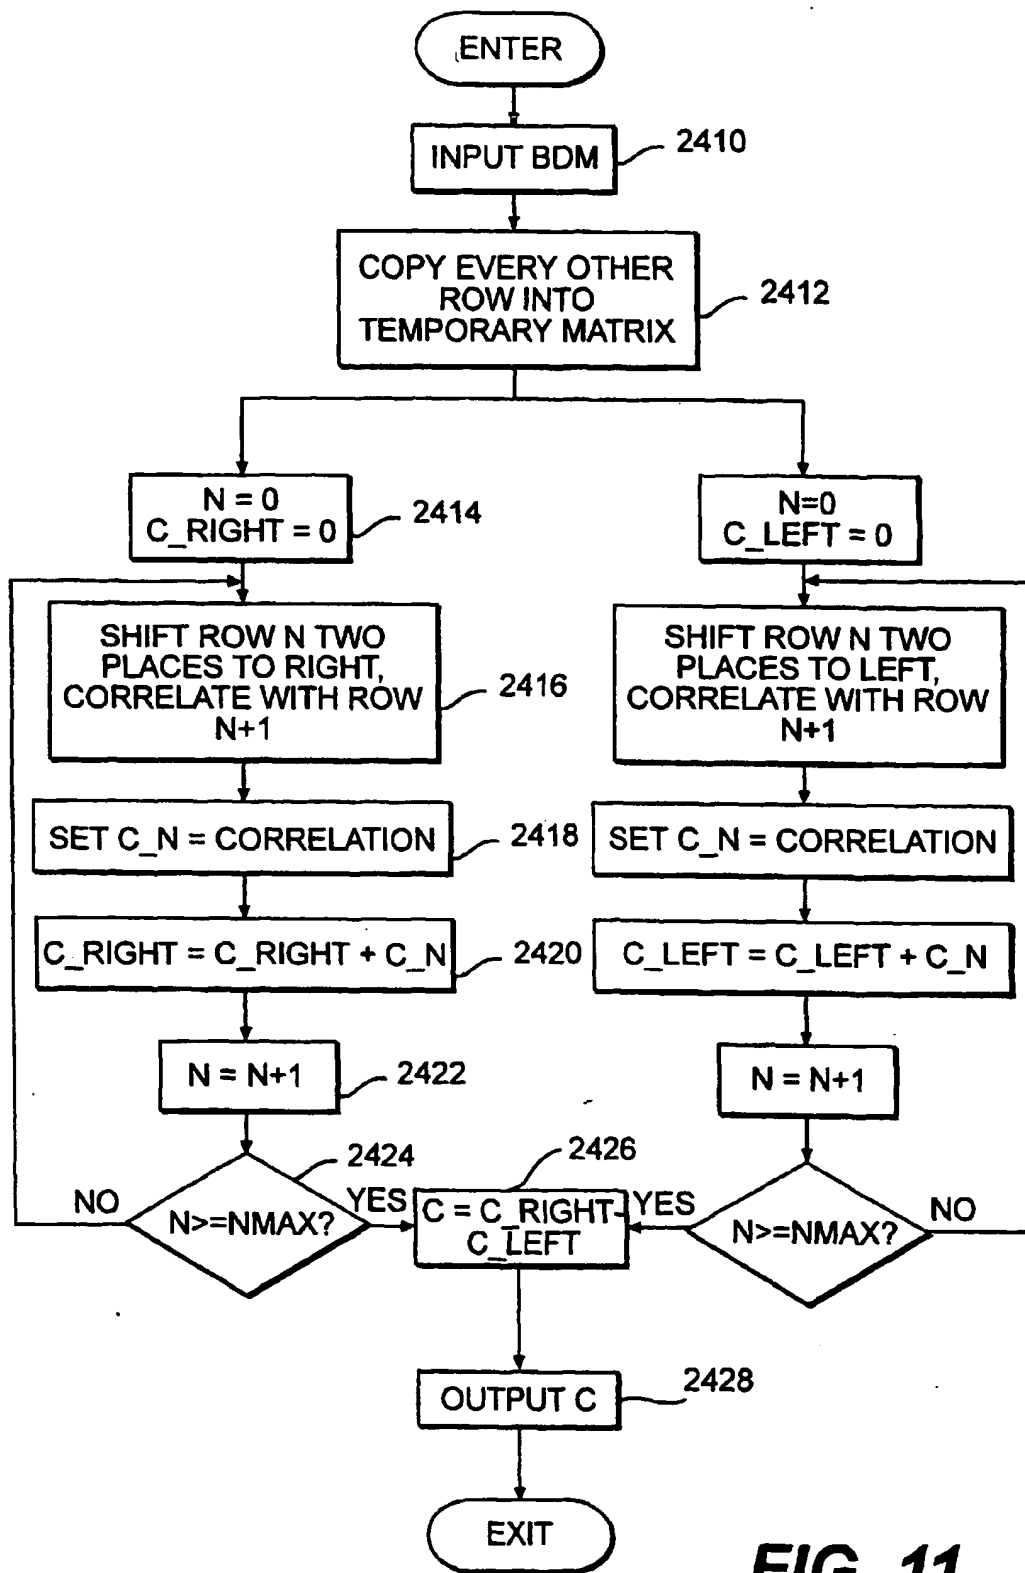 ENTER
INPUT BDM
2410
COPY EVERY OTHER
ROW INTO
TEMPORARY MATRIX
2412
N = 0
C_RIGHT = 0
2414
N=0
C_LEFT = 0
SHIFT ROW N TWO
PLACES TO RIGHT,
CORRELATE WITH ROW
N+1
2416
SHIFT ROW N TWO
PLACES TO LEFT,
CORRELATE WITH ROW
N+1
SET C_N = CORRELATION
2418
SET C_N = CORRELATION
C_RIGHT = C_RIGHT + C_N
2420
C_LEFT = C_LEFT + C_N
N = N+1
2422
N = N+1
2424
2426
NO
N>=NMAX?
YES
C = C_RIGHT-
C_LEFT
YES
N>=NMAX?
NO
OUTPUT C
2428
EXIT
FIG. 11